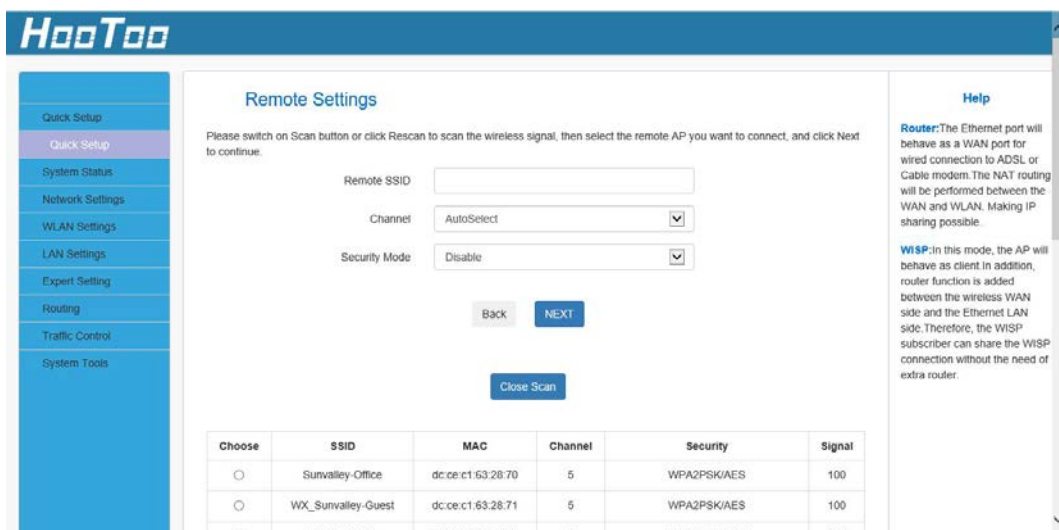 HooToo
Quick Setup
Quick Setup
System Status
Network Settings
WLAN Settings
LAN Settings
Expert Setting
Routing
Traffic Control
System Tools
Remote Settings
Please switch on Scan button or click Rescan to scan the wireless signal, then select the remote AP you want to connect, and click Next
to continue.
Remote SSID
Channel AutoSelect
Security Mode Disable
Back NEXT
Close Scan
Choose SSID MAC Channel Security Signal
Sunvalley-Office dc:ce:c1:63:28:70 5 WPA2PSK/AES 100
WX_Sunvalley-Guest dc:ce:c1:63:28:71 5 WPA2PSK/AES 100
Help
Router:The Ethernet port will
behave as a WAN port for
wired connection to ADSL or
Cable modem.The NAT routing
will be performed between the
WAN and WLAN. Making IP
sharing possible.
WISP:In this mode, the AP will
behave as client.In addition,
router function is added
between the wireless WAN
side and the Ethernet LAN
side.Therefore, the WISP
subscriber can share the WISP
connection without the need of
extra router.